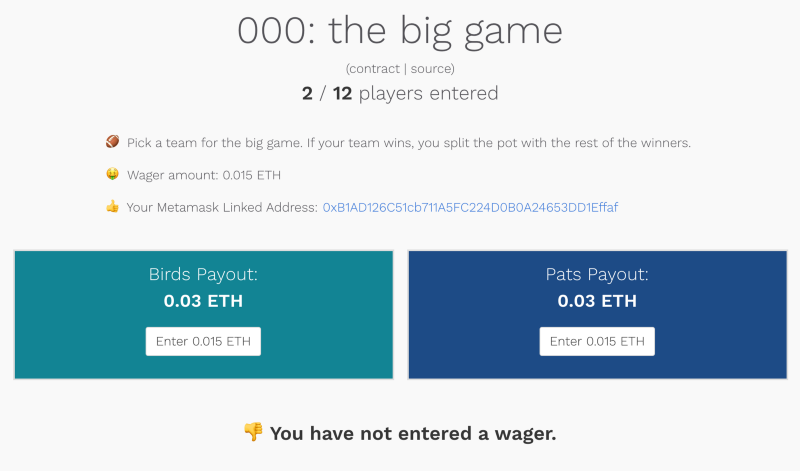 000: the big game
(contract | source)
2 / 12 players entered
Pick a team for the big game. If your team wins, you split the pot with the rest of the winners.
Wager amount: 0.015 ETH
Your Metamask Linked Address: 0xB1AD126C51cb711A5FC224D0B0A24653DD1Effaf
Birds Payout:
0.03 ETH
Enter 0.015 ETH
Pats Payout:
0.03 ETH
Enter 0.015 ETH
You have not entered a wager.